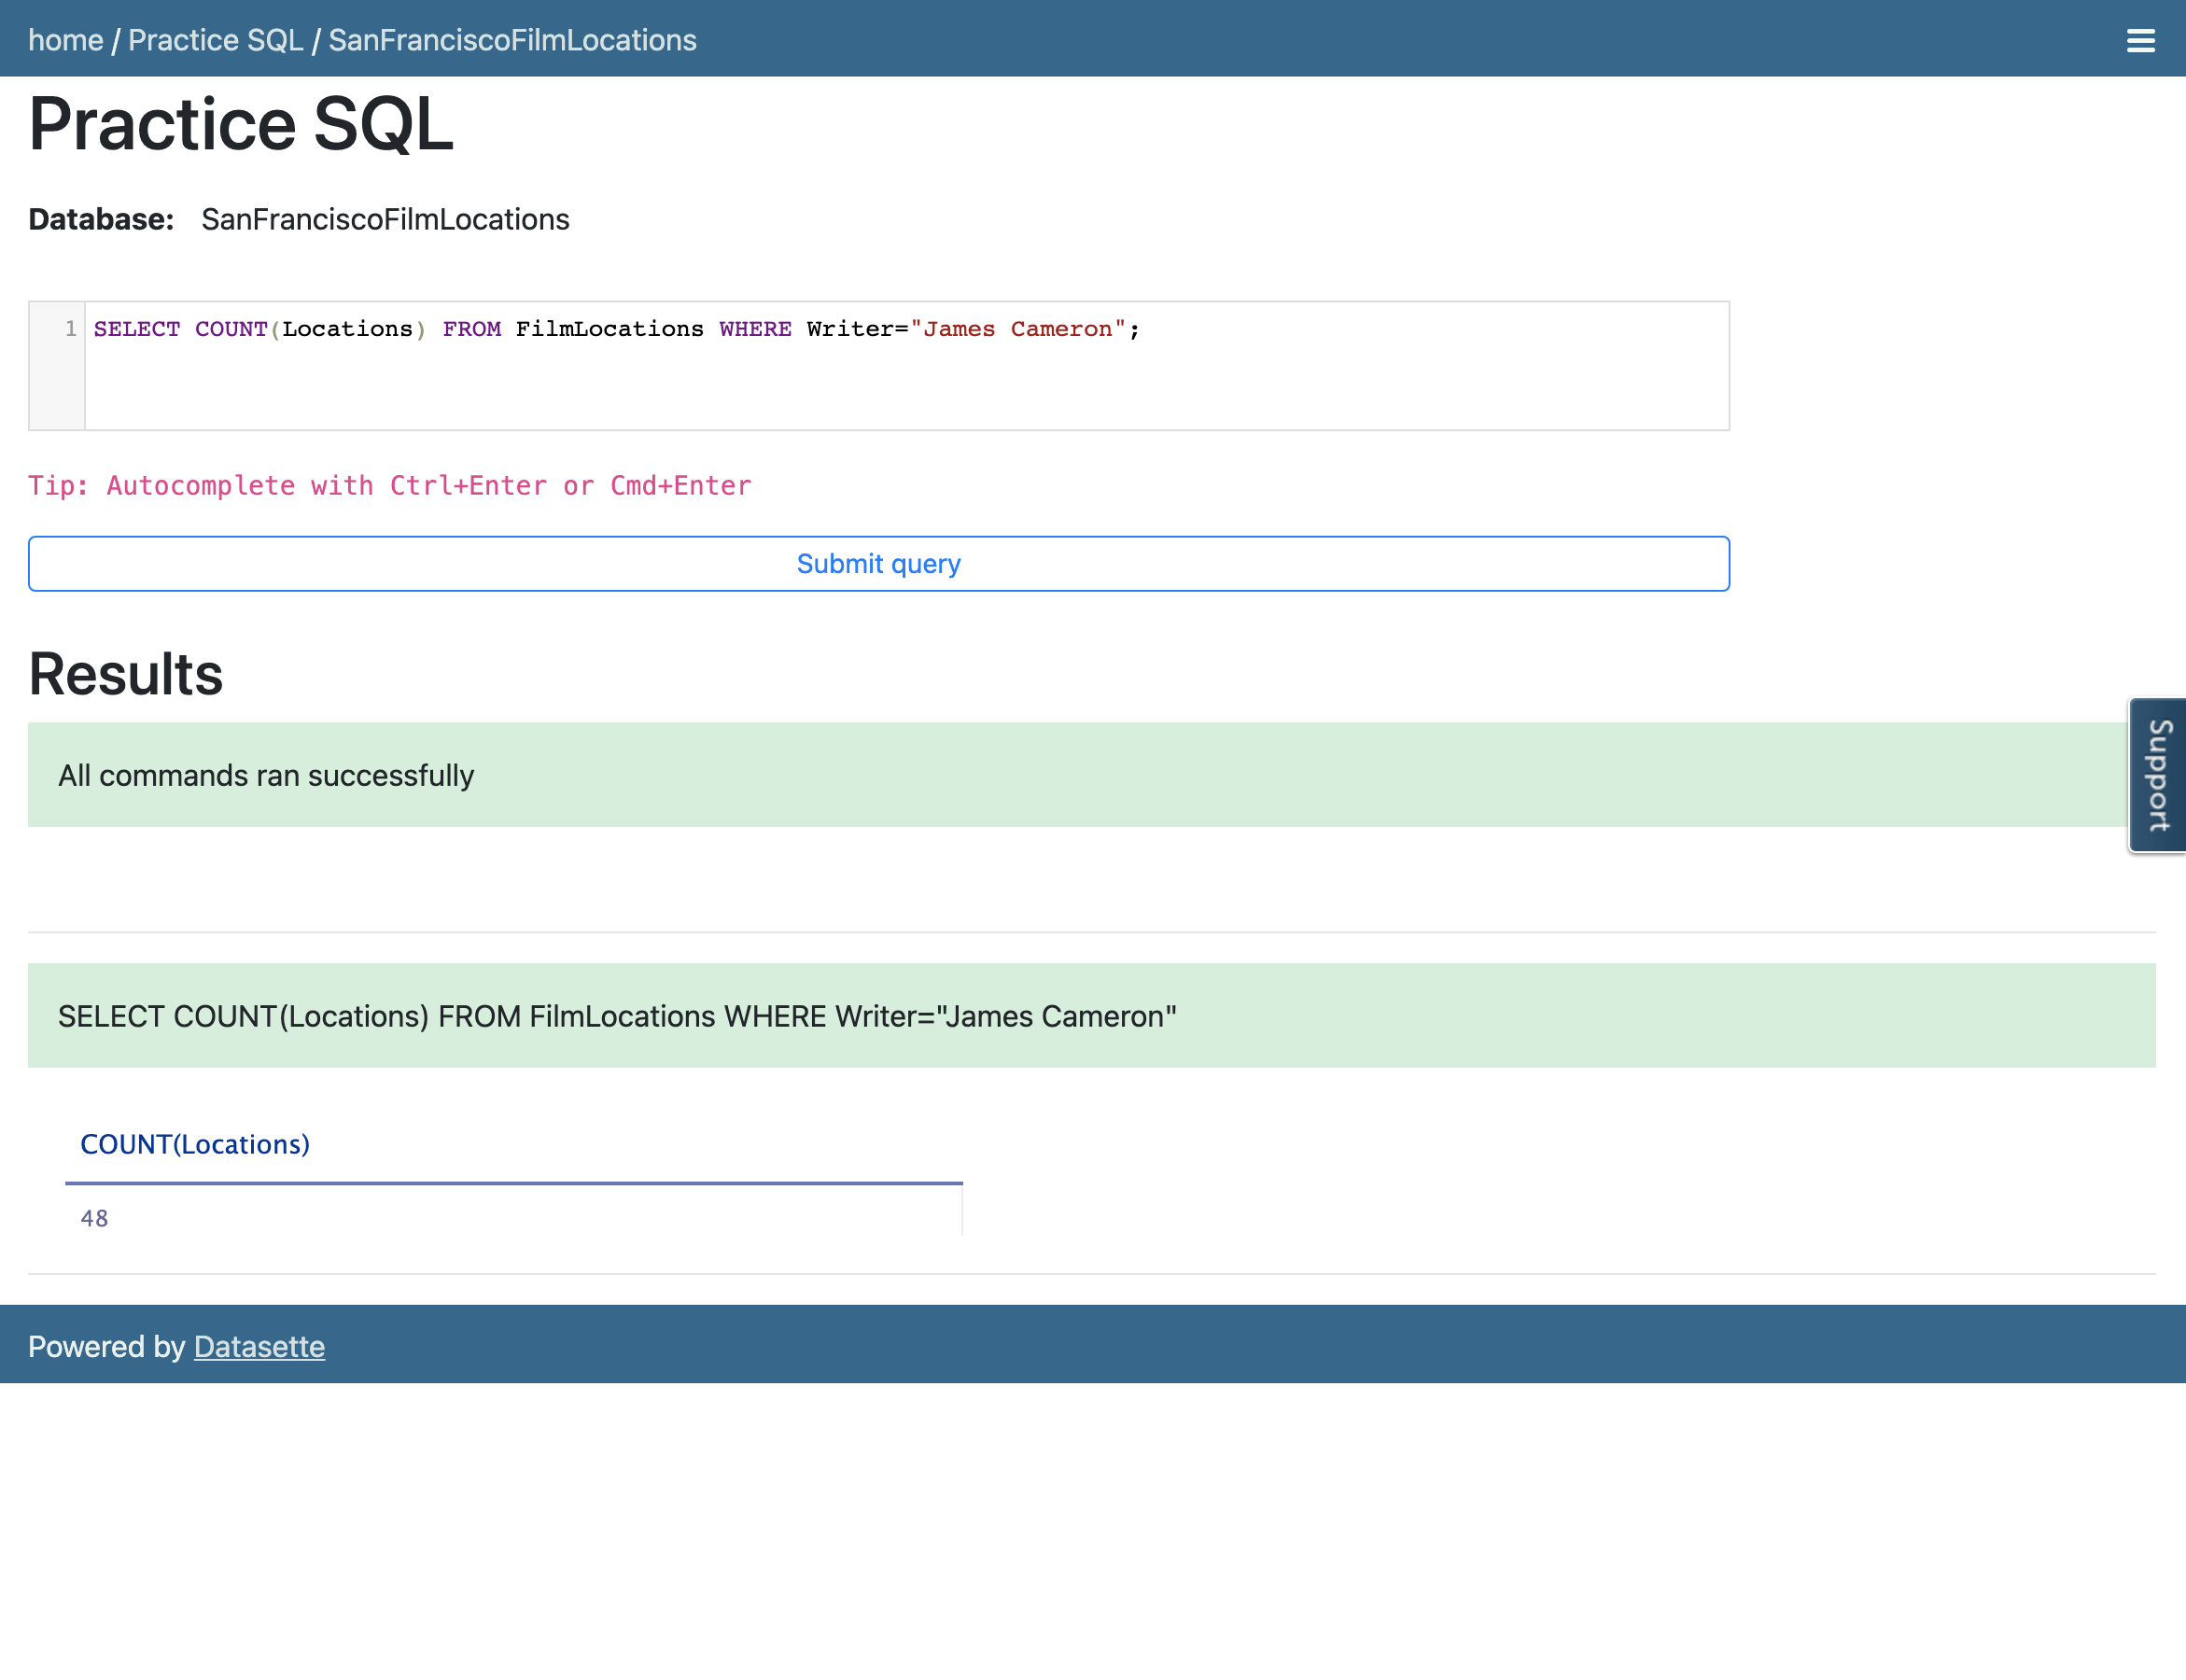 home / Practice SQL / SanFranciscoFilmLocations
Practice SQL
Database: SanFranciscoFilmLocations
1 SELECT COUNT(Locations) FROM FilmLocations WHERE Writer="James Cameron";
Tip: Autocomplete with Ctrl+Enter or Cmd+Enter
Submit query
Results
All commands ran successfully
Support
SELECT COUNT(Locations) FROM FilmLocations WHERE Writer="James Cameron"
COUNT(Locations)
48
Powered by Datasette